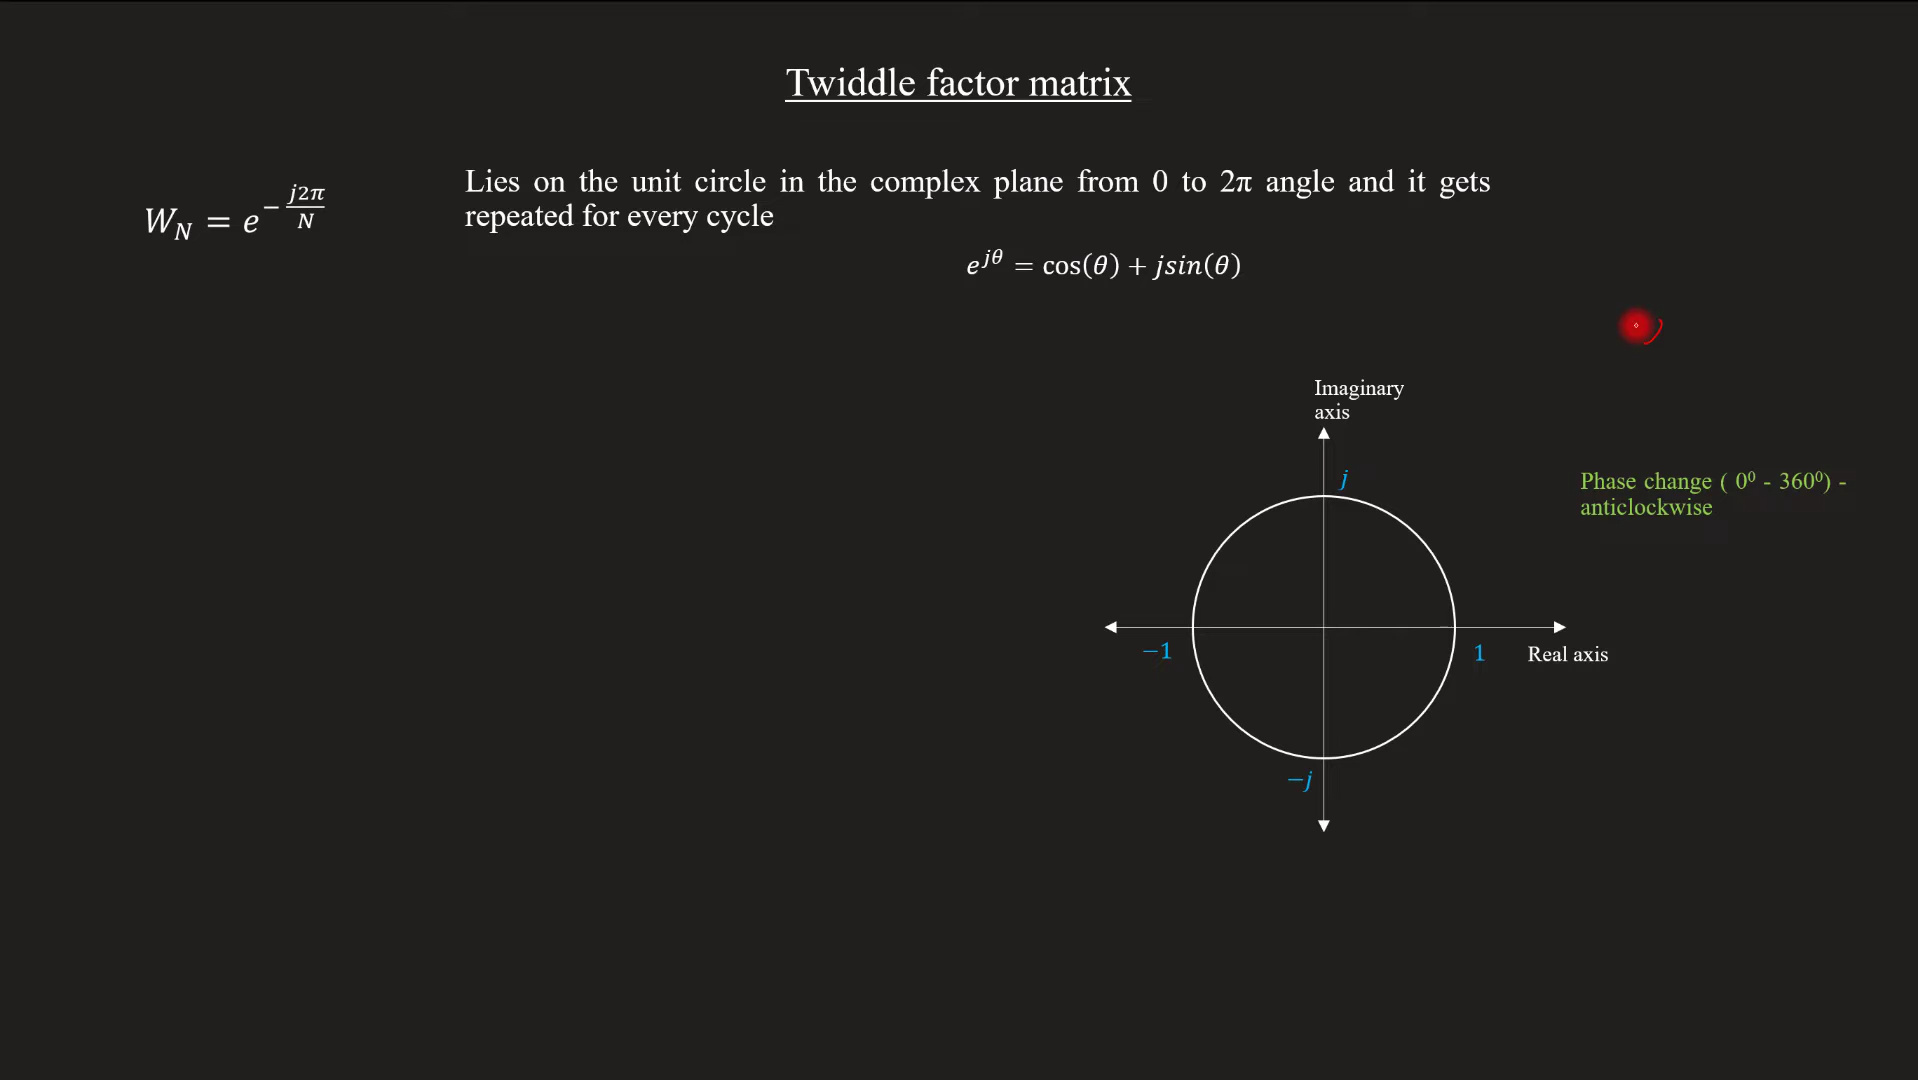 Twiddle factor matrix
W_N = e^{-\frac{j2π}{N}}
Lies on the unit circle in the complex plane from 0 to 2π angle and it gets
repeated for every cycle
e^{jθ} = cos(θ) + jsin(θ)
Imaginary
axis
j
Phase change ( 0⁰ - 360⁰) -
anticlockwise
−1
1
Real axis
−j